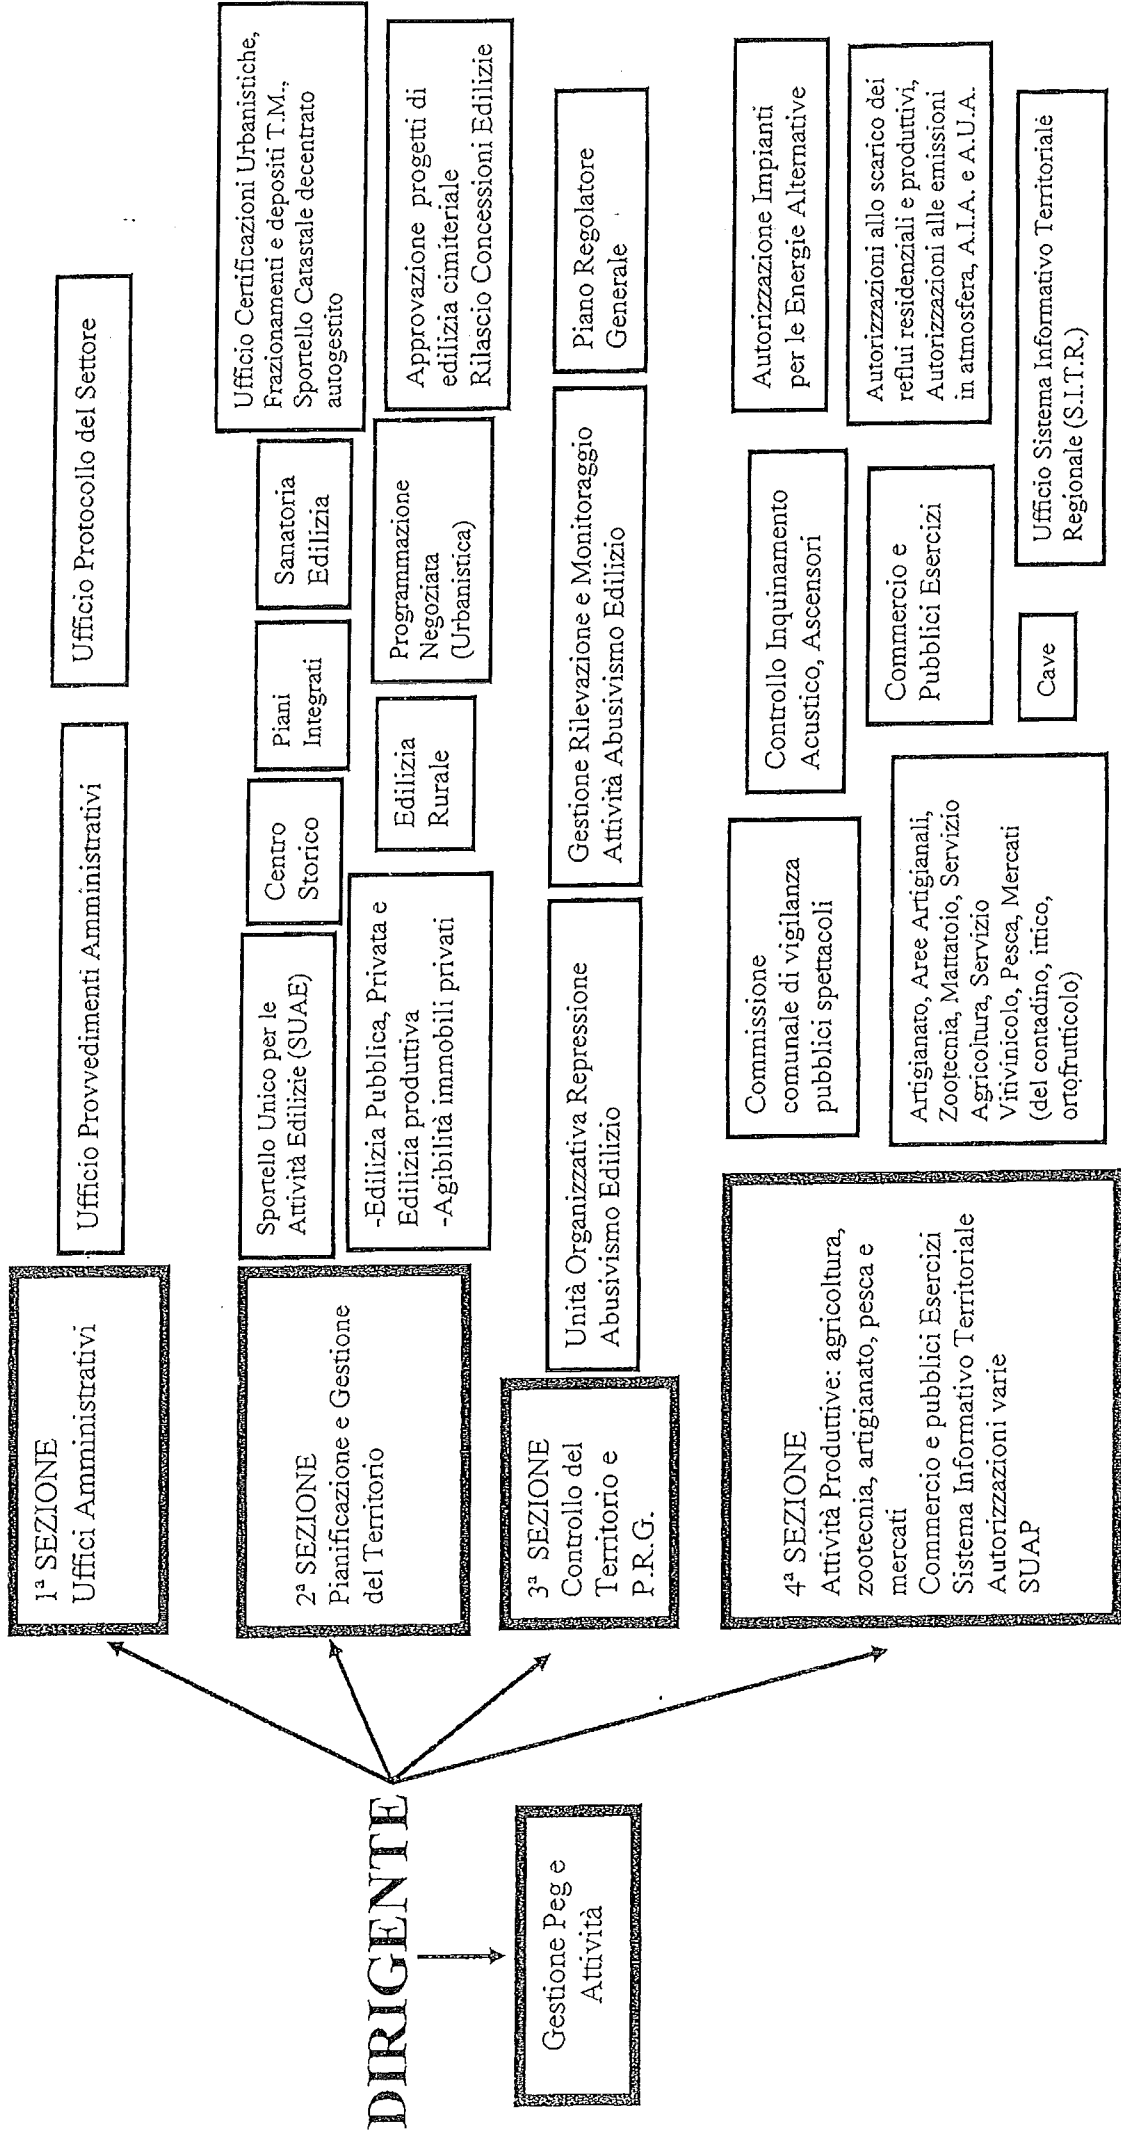 DIRIGENTE
Gestione Peg e
Attività
1ª SEZIONE
Uffici Amministrativi
Ufficio Provvedimenti Amministrativi
Ufficio Protocollo del Settore
2ª SEZIONE
Pianificazione e Gestione
del Territorio
Sportello Unico per le
Attività Edilizie (SUAE)
Centro
Storico
Piani
Integrati
Sanatoria
Edilizia
Ufficio Certificazioni Urbanistiche,
Frazionamenti e depositi T.M.,
Sportello Catastale decentrato
autogestito
-Edilizia Pubblica, Privata e
Edilizia produttiva
-Agibilità immobili privati
Edilizia
Rurale
Programmazione
Negoziata
(Urbanistica)
Approvazione progetti di
edilizia cimiteriale
Rilascio Concessioni Edilizie
3ª SEZIONE
Controllo del
Territorio e
P.R.G.
Unità Organizzativa Repressione
Abusivismo Edilizio
Gestione Rilevazione e Monitoraggio
Attività Abusivismo Edilizio
Piano Regolatore
Generale
4ª SEZIONE
Attività Produttive: agricoltura,
zootecnia, artigianato, pesca e
mercati
Commercio e pubblici Esercizi
Sistema Informativo Territoriale
Autorizzazioni varie
SUAP
Commissione
comunale di vigilanza
pubblici spettacoli
Controllo Inquinamento
Acustico, Ascensori
Autorizzazione Impianti
per le Energie Alternative
Artigianato, Aree Artigianali,
Zootecnia, Mattatoio, Servizio
Agricoltura, Servizio
Vitivinicolo, Pesca, Mercati
(del contadino, ittico,
ortofrutticolo)
Commercio e
Pubblici Esercizi
Autorizzazioni allo scarico dei
reflui residenziali e produttivi,
Autorizzazioni alle emissioni
in atmosfera, A.I.A. e A.U.A.
Cave
Ufficio Sistema Informativo Territoriale
Regionale (S.I.T.R.)